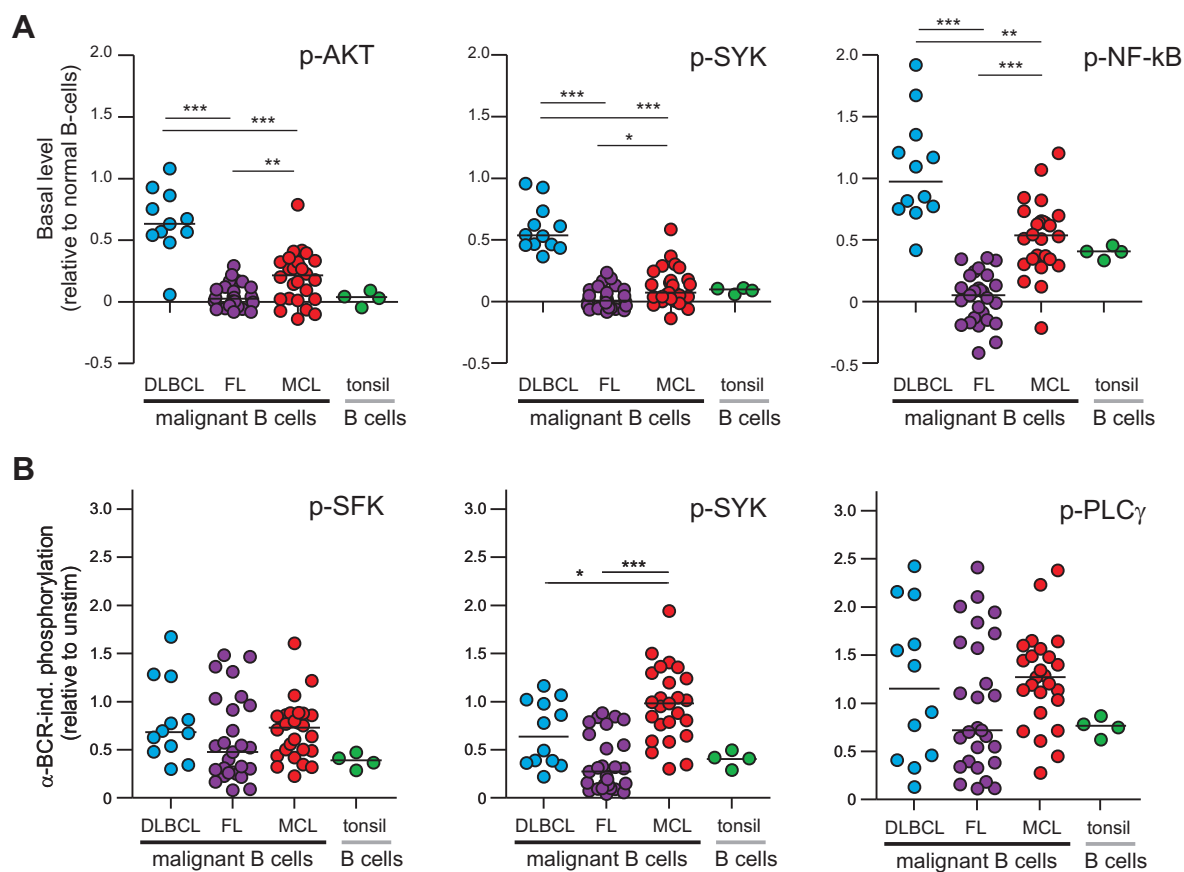 A
Basal level
(relative to normal B-cells)
p-AKT
2.0
1.5
1.0
0.5
0
-0.5
***
***
**
DLBCL FL MCL tonsil
malignant B cells B cells
p-SYK
2.0
1.5
1.0
0.5
0
-0.5
***
***
*
DLBCL FL MCL tonsil
malignant B cells B cells
p-NF-kB
2.0
1.5
1.0
0.5
0
-0.5
***
**
***
DLBCL FL MCL tonsil
malignant B cells B cells
B
α-BCR-ind. phosphorylation
(relative to unstim)
p-SFK
3.0
2.5
2.0
1.5
1.0
0.5
0
DLBCL FL MCL tonsil
malignant B cells B cells
p-SYK
3.0
2.5
2.0
1.5
1.0
0.5
0
***
*
DLBCL FL MCL tonsil
malignant B cells B cells
p-PLCγ
3.0
2.5
2.0
1.5
1.0
0.5
0
DLBCL FL MCL tonsil
malignant B cells B cells